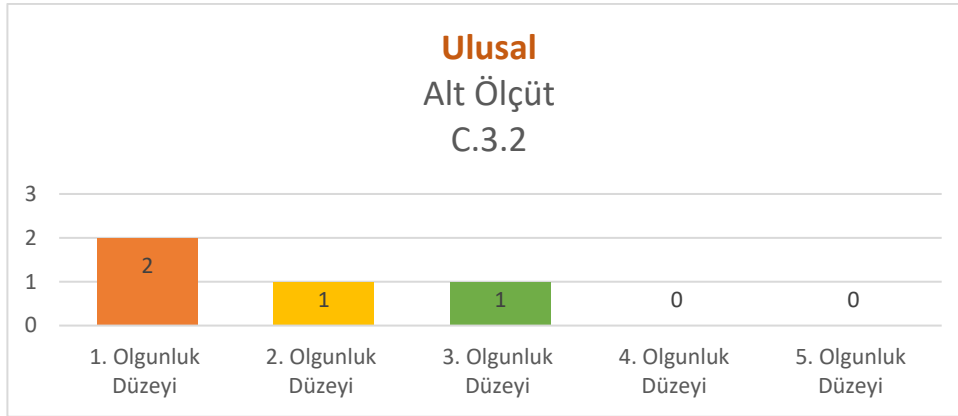 Ulusal
Alt Ölçüt
C.3.2
3
2
1
0
2
1
1
0
0
1. Olgunluk
Düzeyi
2. Olgunluk
Düzeyi
3. Olgunluk
Düzeyi
4. Olgunluk
Düzeyi
5. Olgunluk
Düzeyi